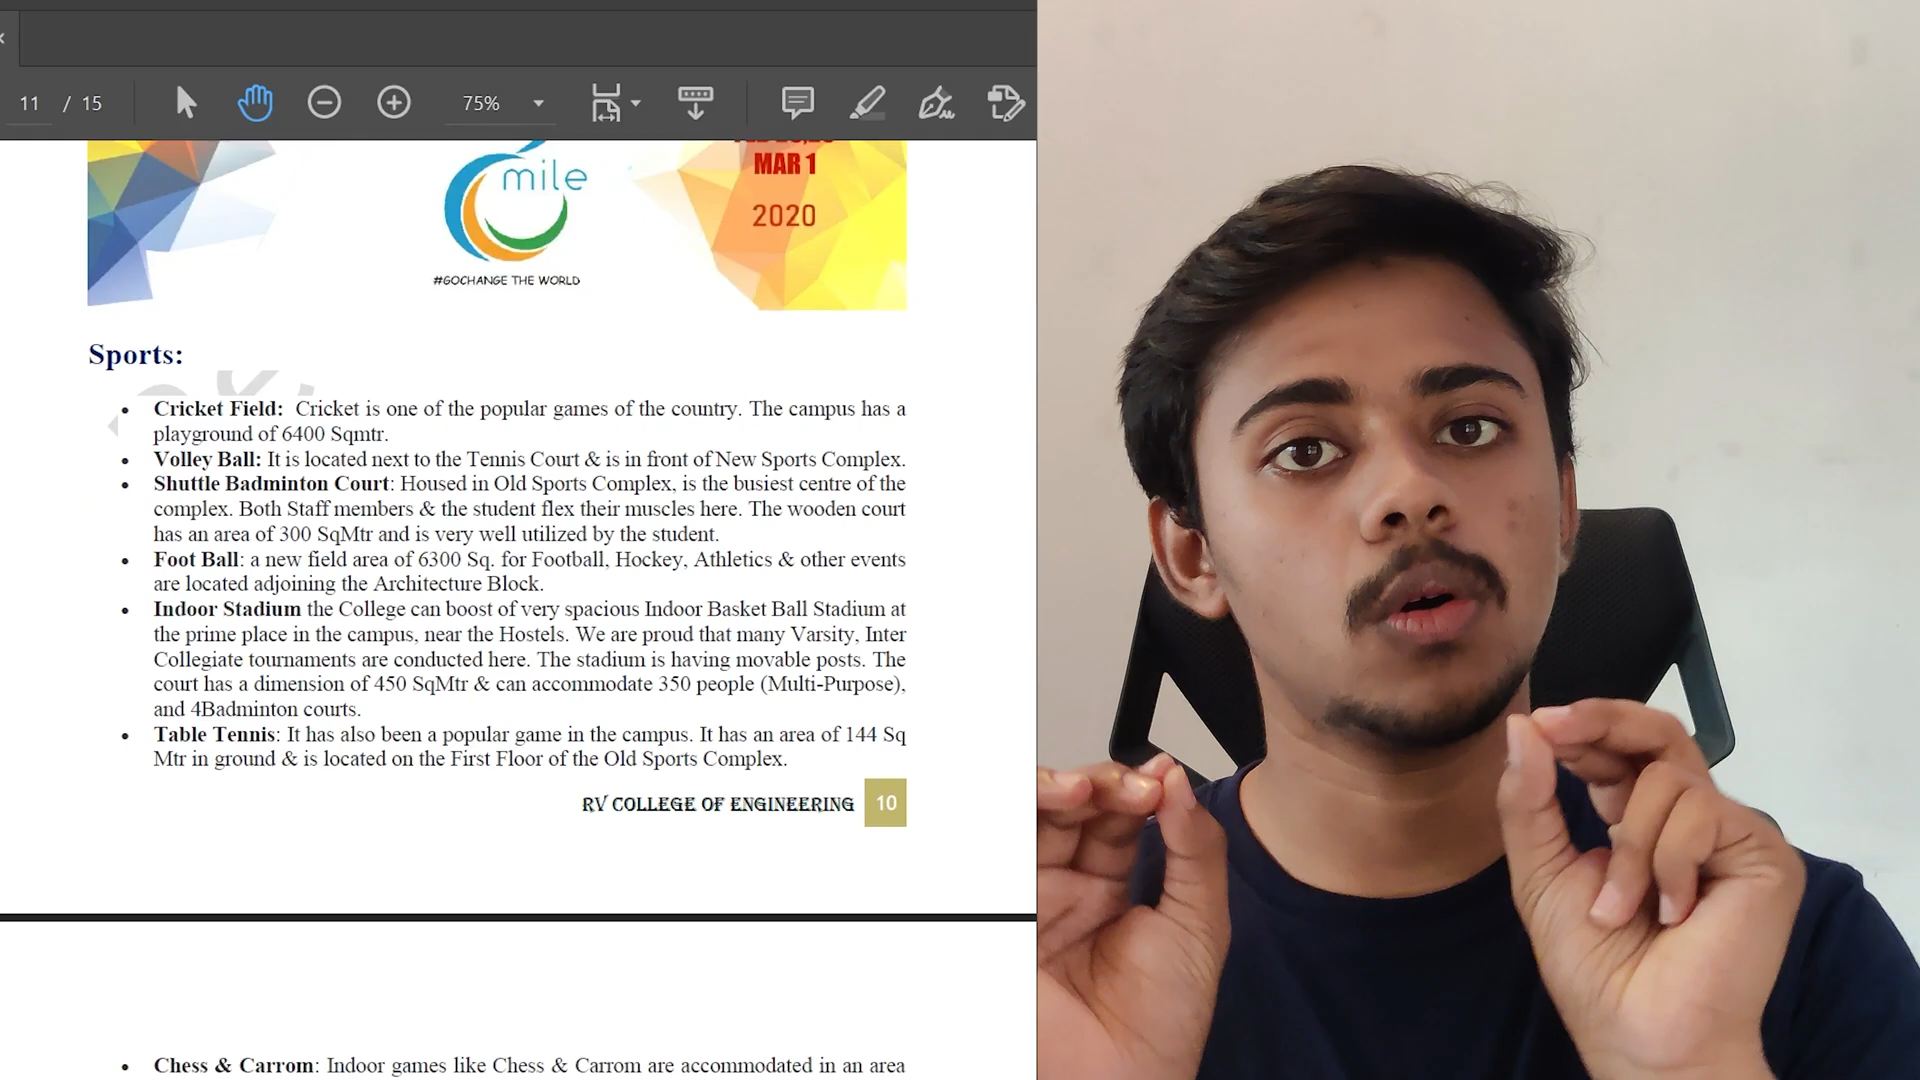 11 / 15
75%
mile
MAR 1
2020
#GOCHANGE THE WORLD
Sports:
• Cricket Field: Cricket is one of the popular games of the country. The campus has a
playground of 6400 Sqmtr.
• Volley Ball: It is located next to the Tennis Court & is in front of New Sports Complex.
• Shuttle Badminton Court: Housed in Old Sports Complex, is the busiest centre of the
complex. Both Staff members & the student flex their muscles here. The wooden court
has an area of 300 SqMtr and is very well utilized by the student.
• Foot Ball: a new field area of 6300 Sq. for Football, Hockey, Athletics & other events
are located adjoining the Architecture Block.
• Indoor Stadium the College can boost of very spacious Indoor Basket Ball Stadium at
the prime place in the campus, near the Hostels. We are proud that many Varsity, Inter
Collegiate tournaments are conducted here. The stadium is having movable posts. The
court has a dimension of 450 SqMtr & can accommodate 350 people (Multi-Purpose),
and 4Badminton courts.
• Table Tennis: It has also been a popular game in the campus. It has an area of 144 Sq
Mtr in ground & is located on the First Floor of the Old Sports Complex.
RV COLLEGE OF ENGINEERING 10
• Chess & Carrom: Indoor games like Chess & Carrom are accommodated in an area